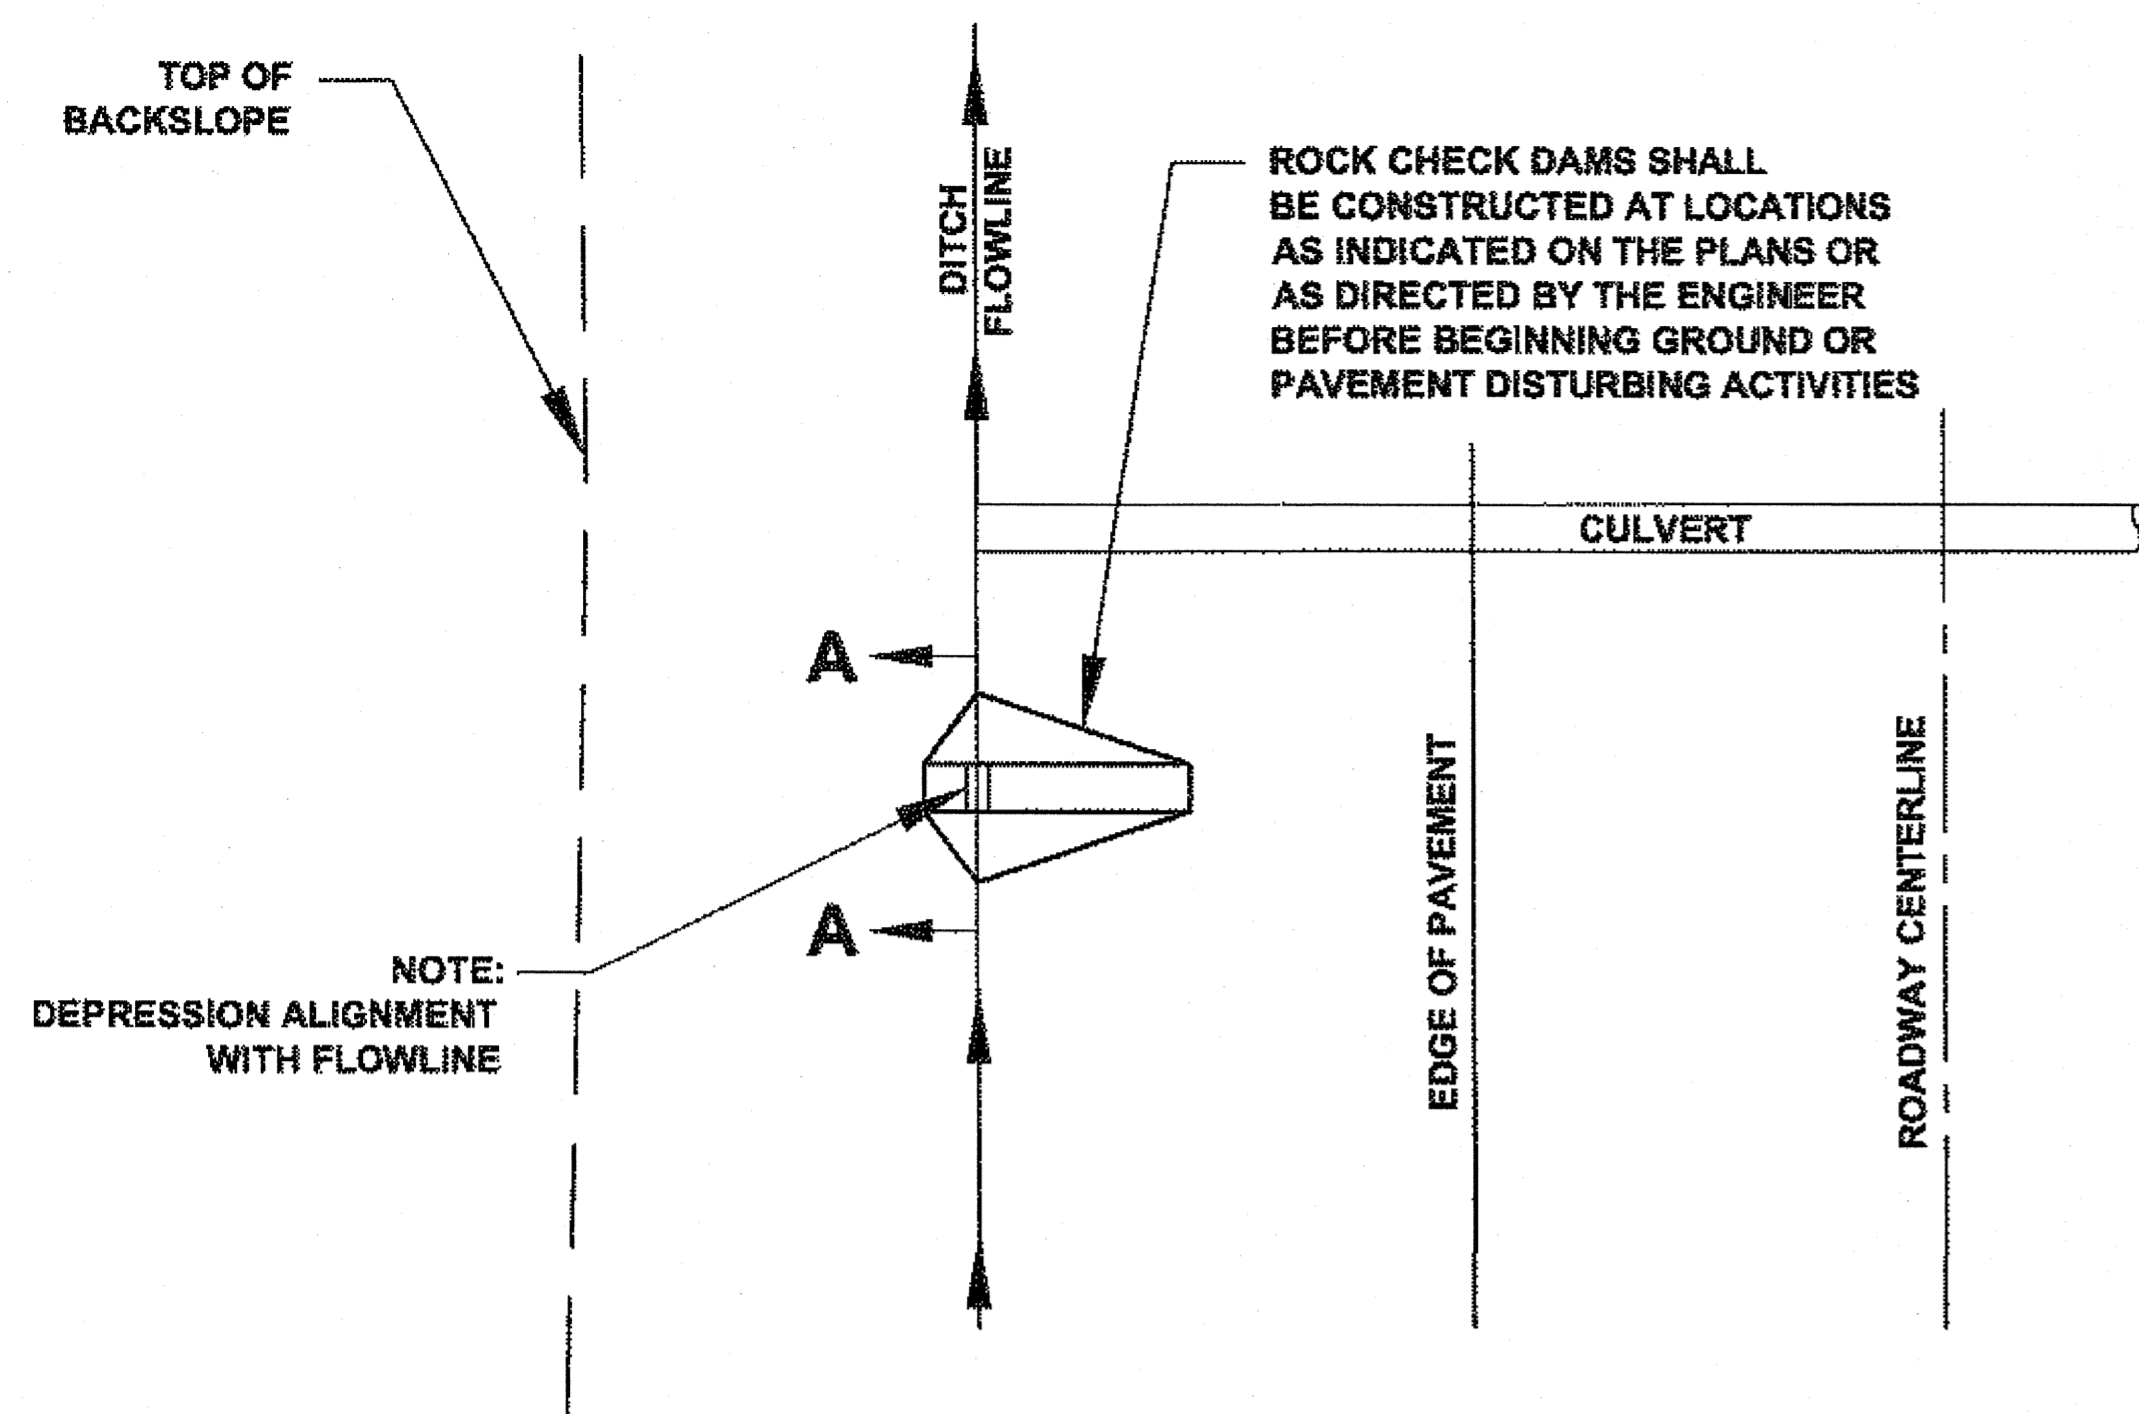 TOP OF
BACKSLOPE
DITCH
FLOWLINE
ROCK CHECK DAMS SHALL
BE CONSTRUCTED AT LOCATIONS
AS INDICATED ON THE PLANS OR
AS DIRECTED BY THE ENGINEER
BEFORE BEGINNING GROUND OR
PAVEMENT DISTURBING ACTIVITIES
CULVERT
A
A
NOTE:
DEPRESSION ALIGNMENT
WITH FLOWLINE
EDGE OF PAVEMENT
ROADWAY CENTERLINE